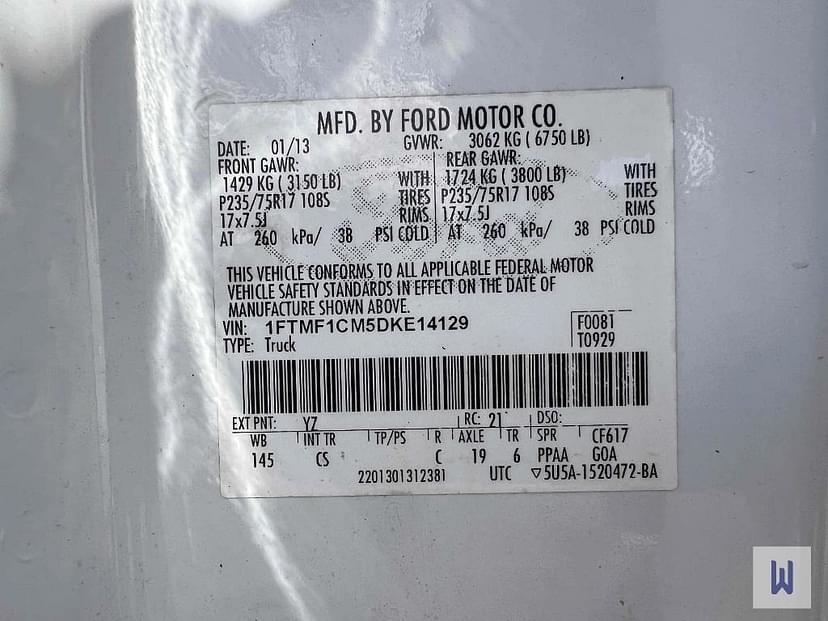 MFD. BY FORD MOTOR CO.
DATE: 01/13 GVWR: 3062 KG ( 6750 LB)
FRONT GAWR: REAR GAWR:
1429 KG ( 3150 LB) WITH 1724 KG ( 3800 LB) WITH
P235/75R17 108S TIRES P235/75R17 108S TIRES
17x7.5J RIMS 17x7.5J RIMS
AT 260 kPa/ 38 PSI COLD AT 260 kPa/ 38 PSI COLD
THIS VEHICLE CONFORMS TO ALL APPLICABLE FEDERAL MOTOR
VEHICLE SAFETY STANDARDS IN EFFECT ON THE DATE OF
MANUFACTURE SHOWN ABOVE.
VIN: 1FTMF1CM5DKE14129 F0081
TYPE: Truck T0929
EXT PNT: YZ RC: 21 DSO:
WB INT TR TP/PS R AXLE TR SPR CF617
145 CS C 19 6 PPAA GOA
2201301312381 UTC ▽5U5A-1520472-BA
W